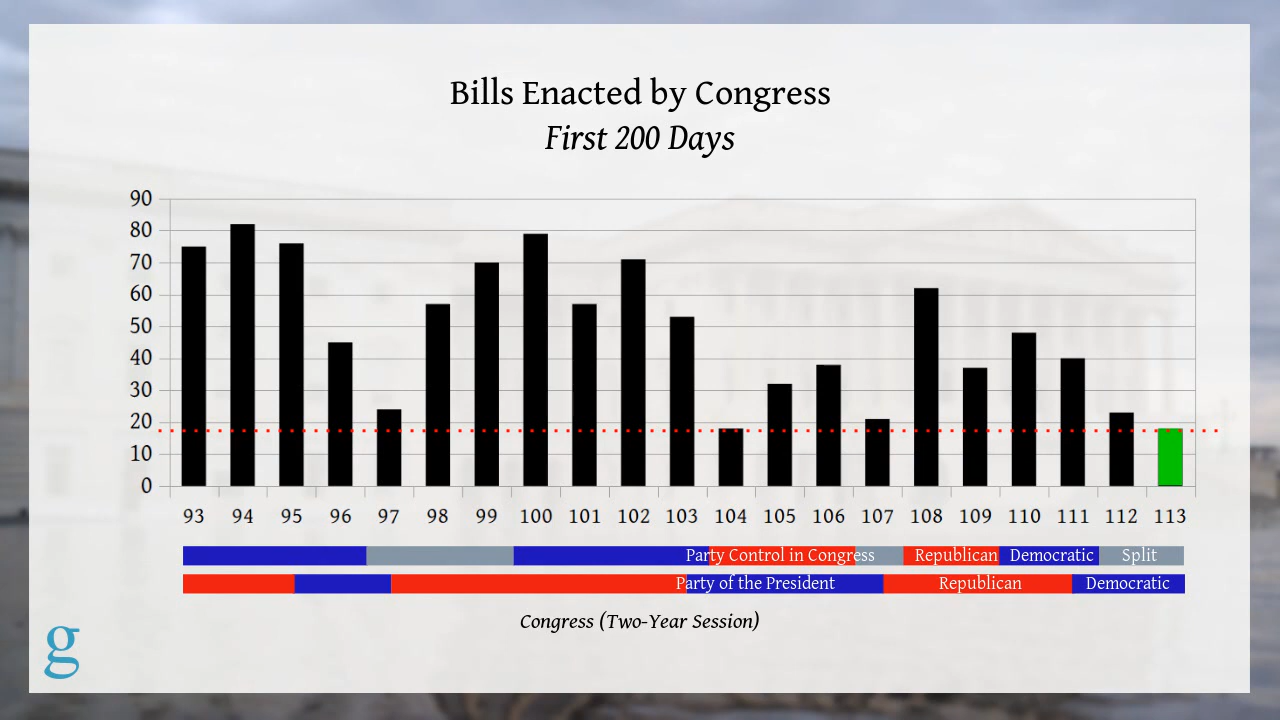 Bills Enacted by Congress
First 200 Days
90
80
70
60
50
40
30
20
10
0
93 94 95 96 97 98 99 100 101 102 103 104 105 106 107 108 109 110 111 112 113
Party Control in Congress Republican Democratic Split
Party of the President Republican Democratic
Congress (Two-Year Session)
g